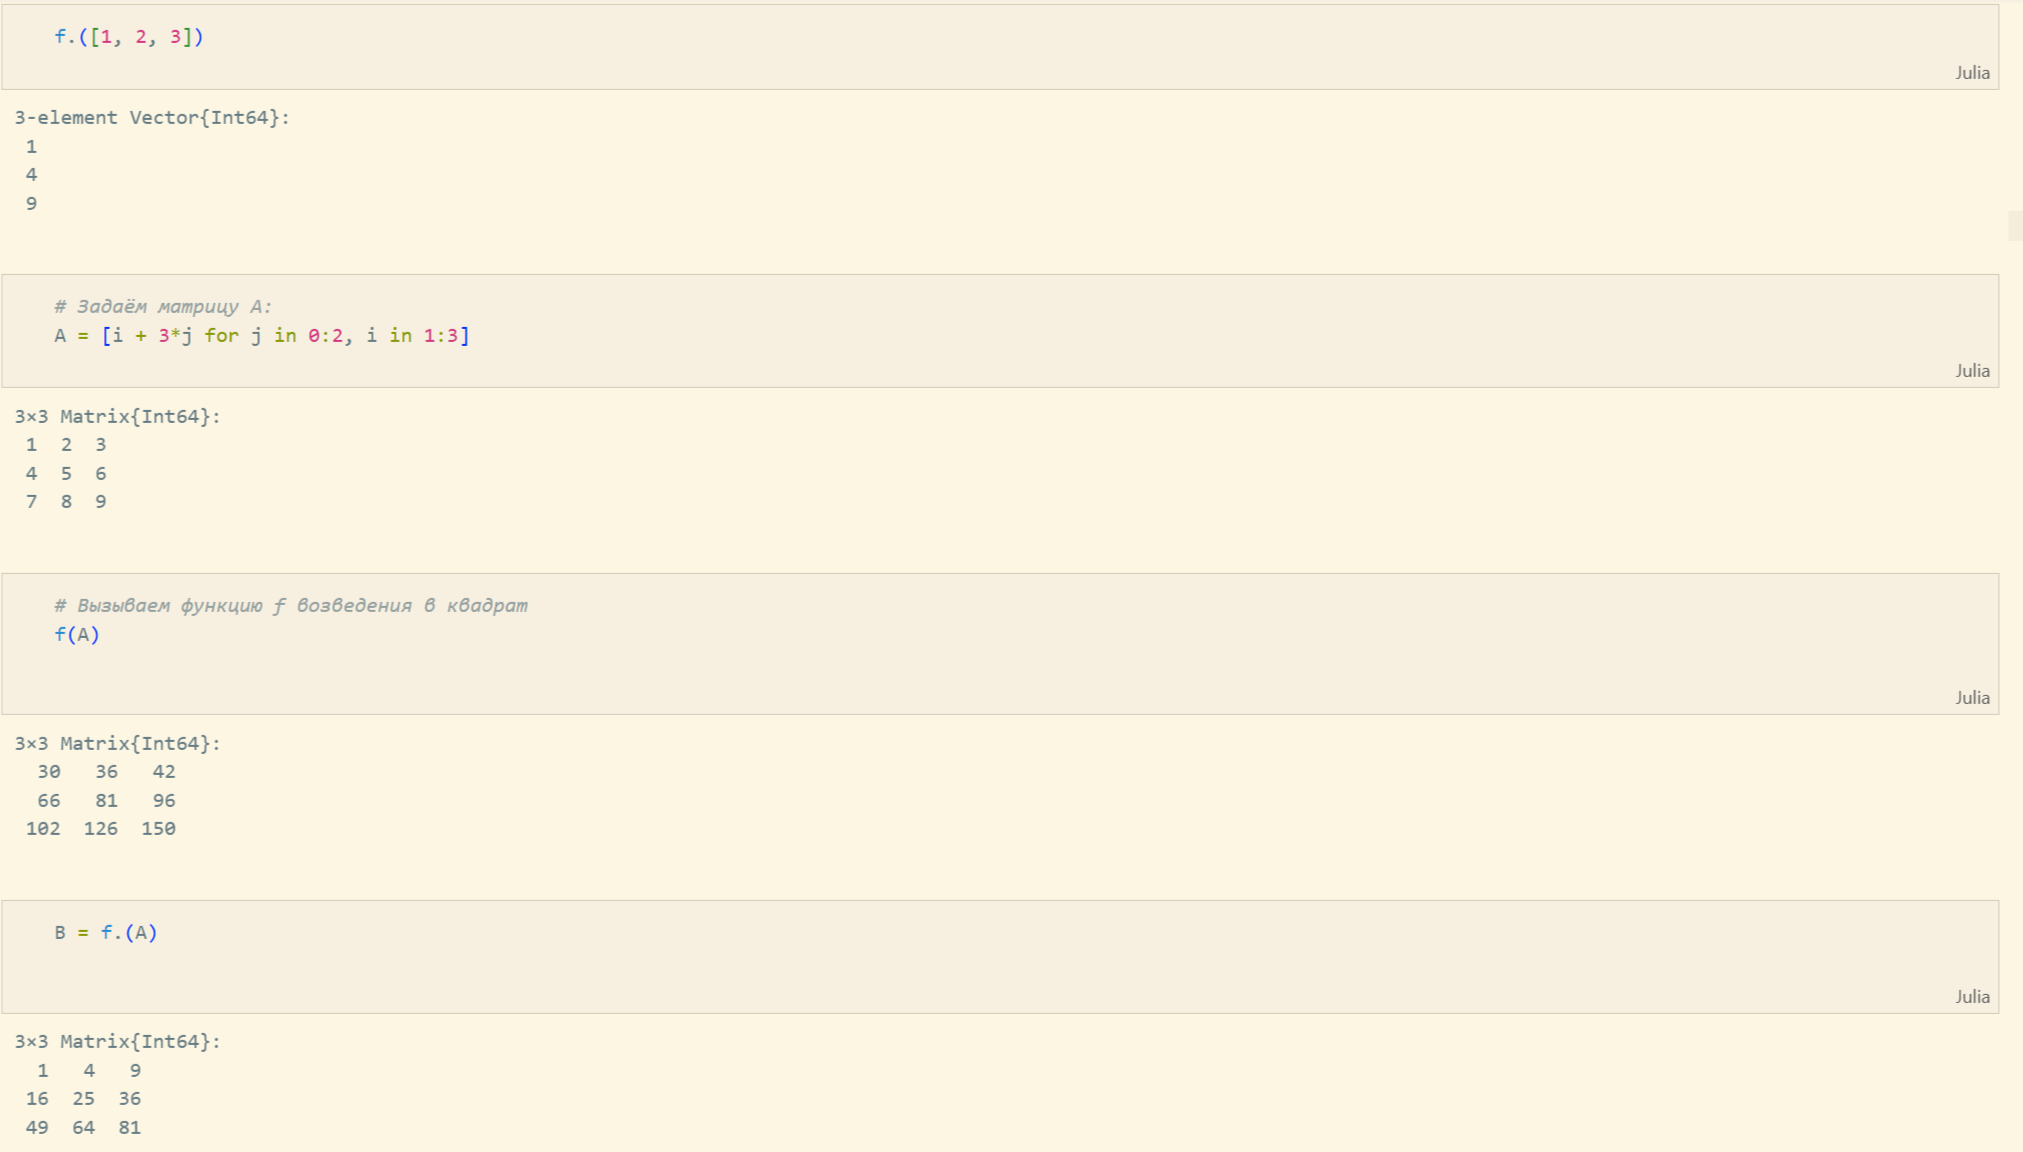 f.([1, 2, 3])
Julia
3-element Vector{Int64}:
1
4
9
# Задаём матрицу A:
A = [i + 3*j for j in 0:2, i in 1:3]
Julia
3×3 Matrix{Int64}:
1 2 3
4 5 6
7 8 9
# Вызываем функцию f возведения в квадрат
f(A)
Julia
3×3 Matrix{Int64}:
30 36 42
66 81 96
102 126 150
B = f.(A)
Julia
3×3 Matrix{Int64}:
1 4 9
16 25 36
49 64 81